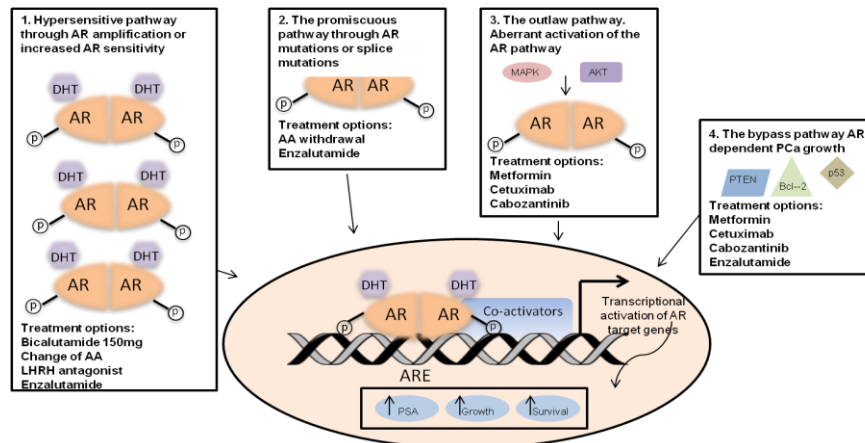 1. Hypersensitive pathway
through AR amplification or
increased AR sensitivity
DHT
DHT
AR
AR
P
P
DHT
DHT
AR
AR
P
P
DHT
DHT
AR
AR
P
P
Treatment options:
Bicalutamide 150mg
Change of AA
LHRH antagonist
Enzalutamide
2. The promiscuous
pathway through AR
mutations or splice
mutations
AR
AR
P
P
Treatment options:
AA withdrawal
Enzalutamide
3. The outlaw pathway.
Aberrant activation of the
AR pathway
MAPK
AKT
AR
AR
P
P
Treatment options:
Metformin
Cetuximab
Cabozantinib
4. The bypass pathway AR
dependent PCa growth
PTEN
Bcl--2
p53
Treatment options:
Metformin
Cetuximab
Cabozantinib
Enzalutamide
DHT
DHT
AR
AR
P
P
Co-activators
Transcriptional
activation of AR
target genes
ARE
PSA
Growth
Survival